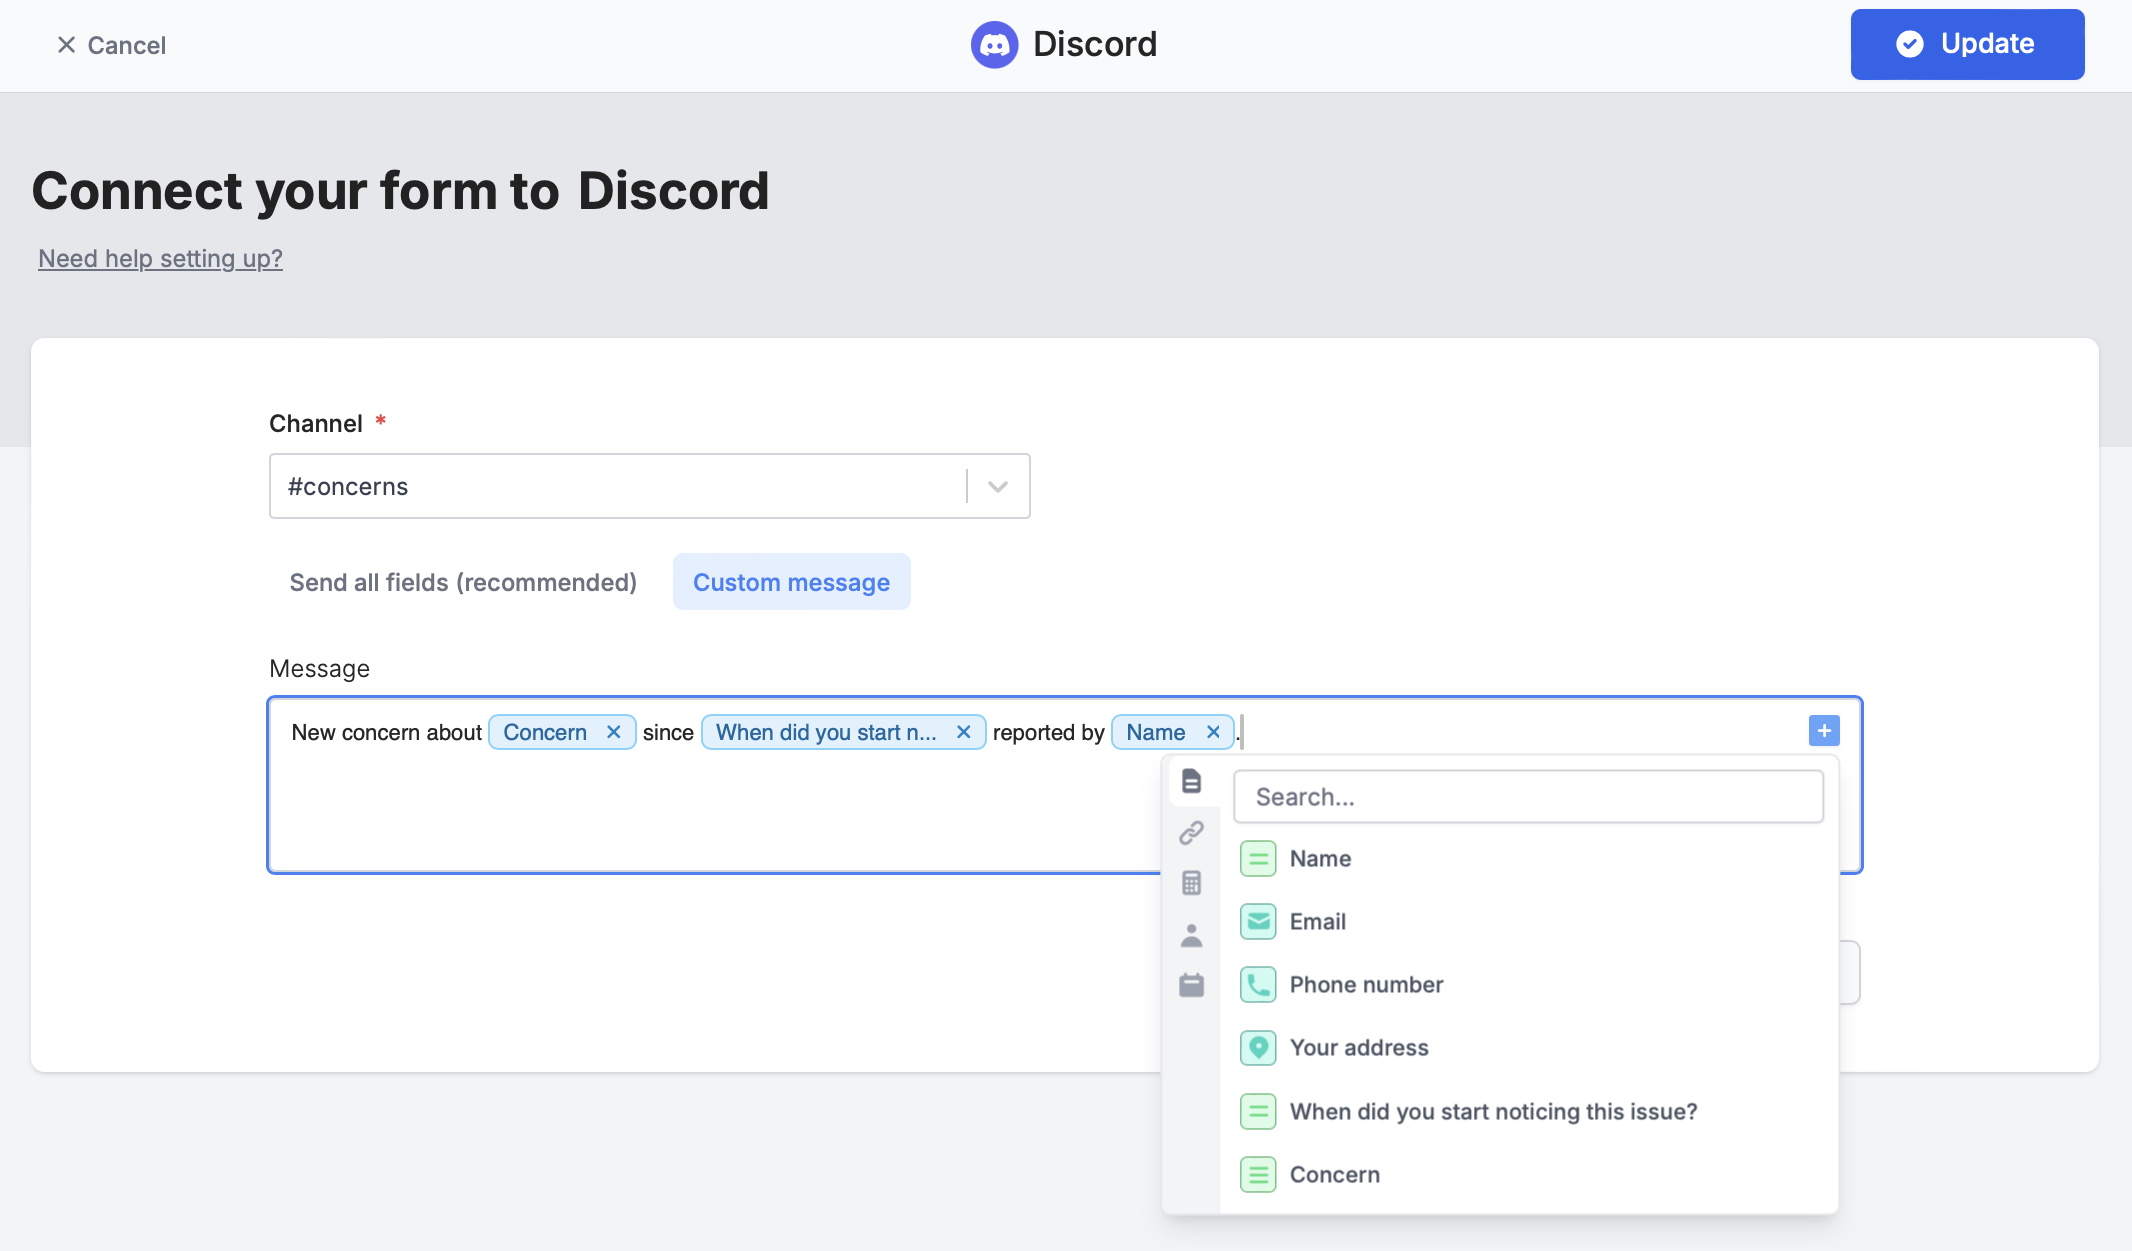 Cancel
Discord
Update
Connect your form to Discord
Need help setting up?
Channel *
#concerns
Send all fields (recommended)
Custom message
Message
New concern about Concern since When did you start n... reported by Name .
Search...
Name
Email
Phone number
Your address
When did you start noticing this issue?
Concern